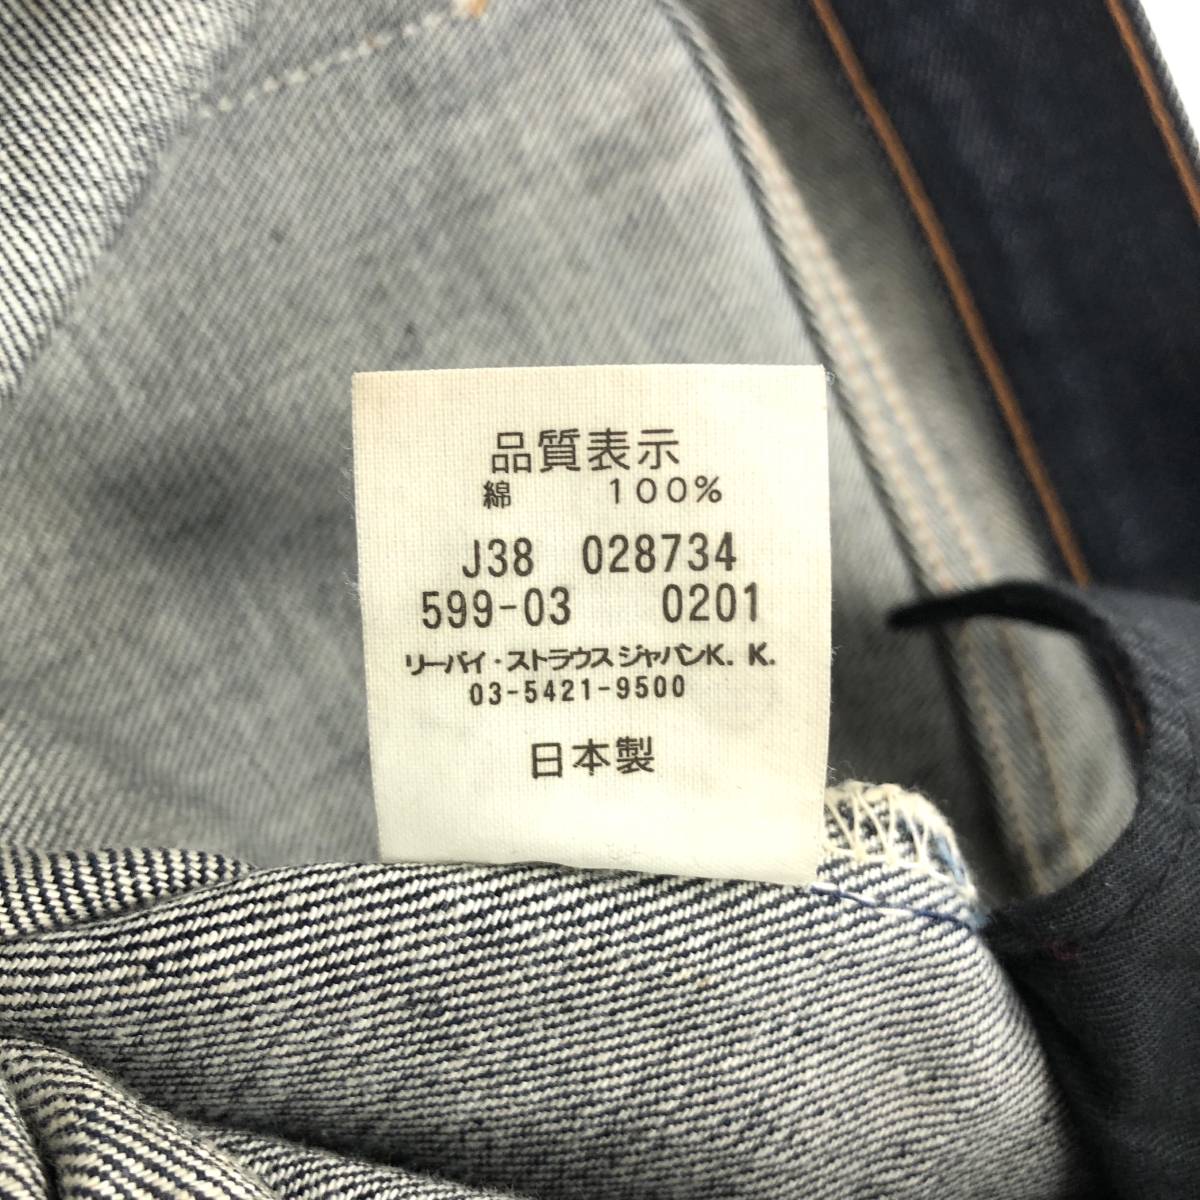 品質表示
綿 100%
J38 028734
599-03 0201
リーバイ・ストラウスジャパンK. K.
03-5421-9500
日本製